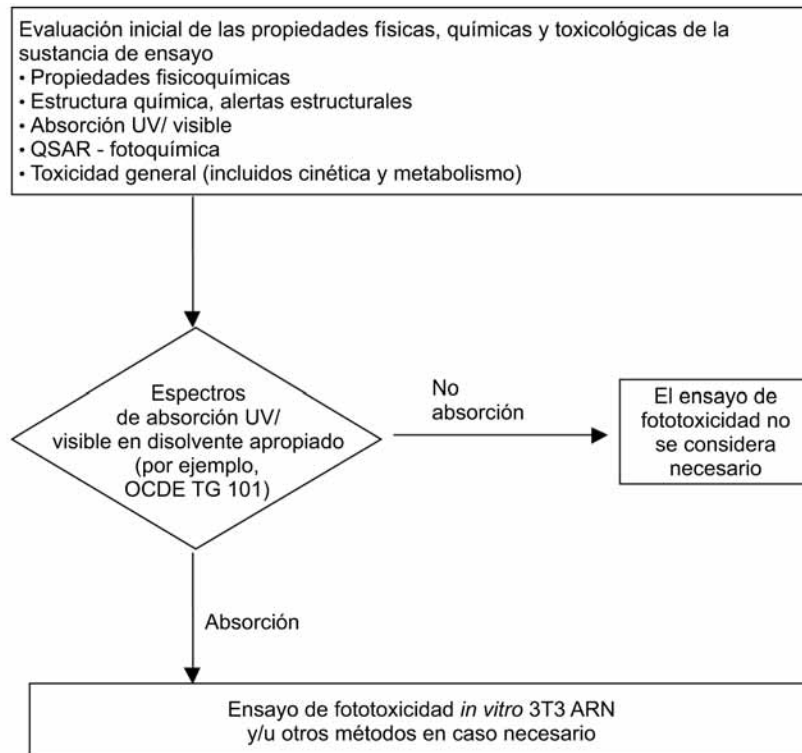 Evaluación inicial de las propiedades físicas, químicas y toxicológicas de la
sustancia de ensayo
• Propiedades fisicoquímicas
• Estructura química, alertas estructurales
• Absorción UV/ visible
• QSAR - fotoquímica
• Toxicidad general (incluidos cinética y metabolismo)
Espectros
de absorción UV/
visible en disolvente apropiado
(por ejemplo,
OCDE TG 101)
No
absorción
El ensayo de
fototoxicidad no
se considera
necesario
Absorción
Ensayo de fototoxicidad in vitro 3T3 ARN
y/u otros métodos en caso necesario